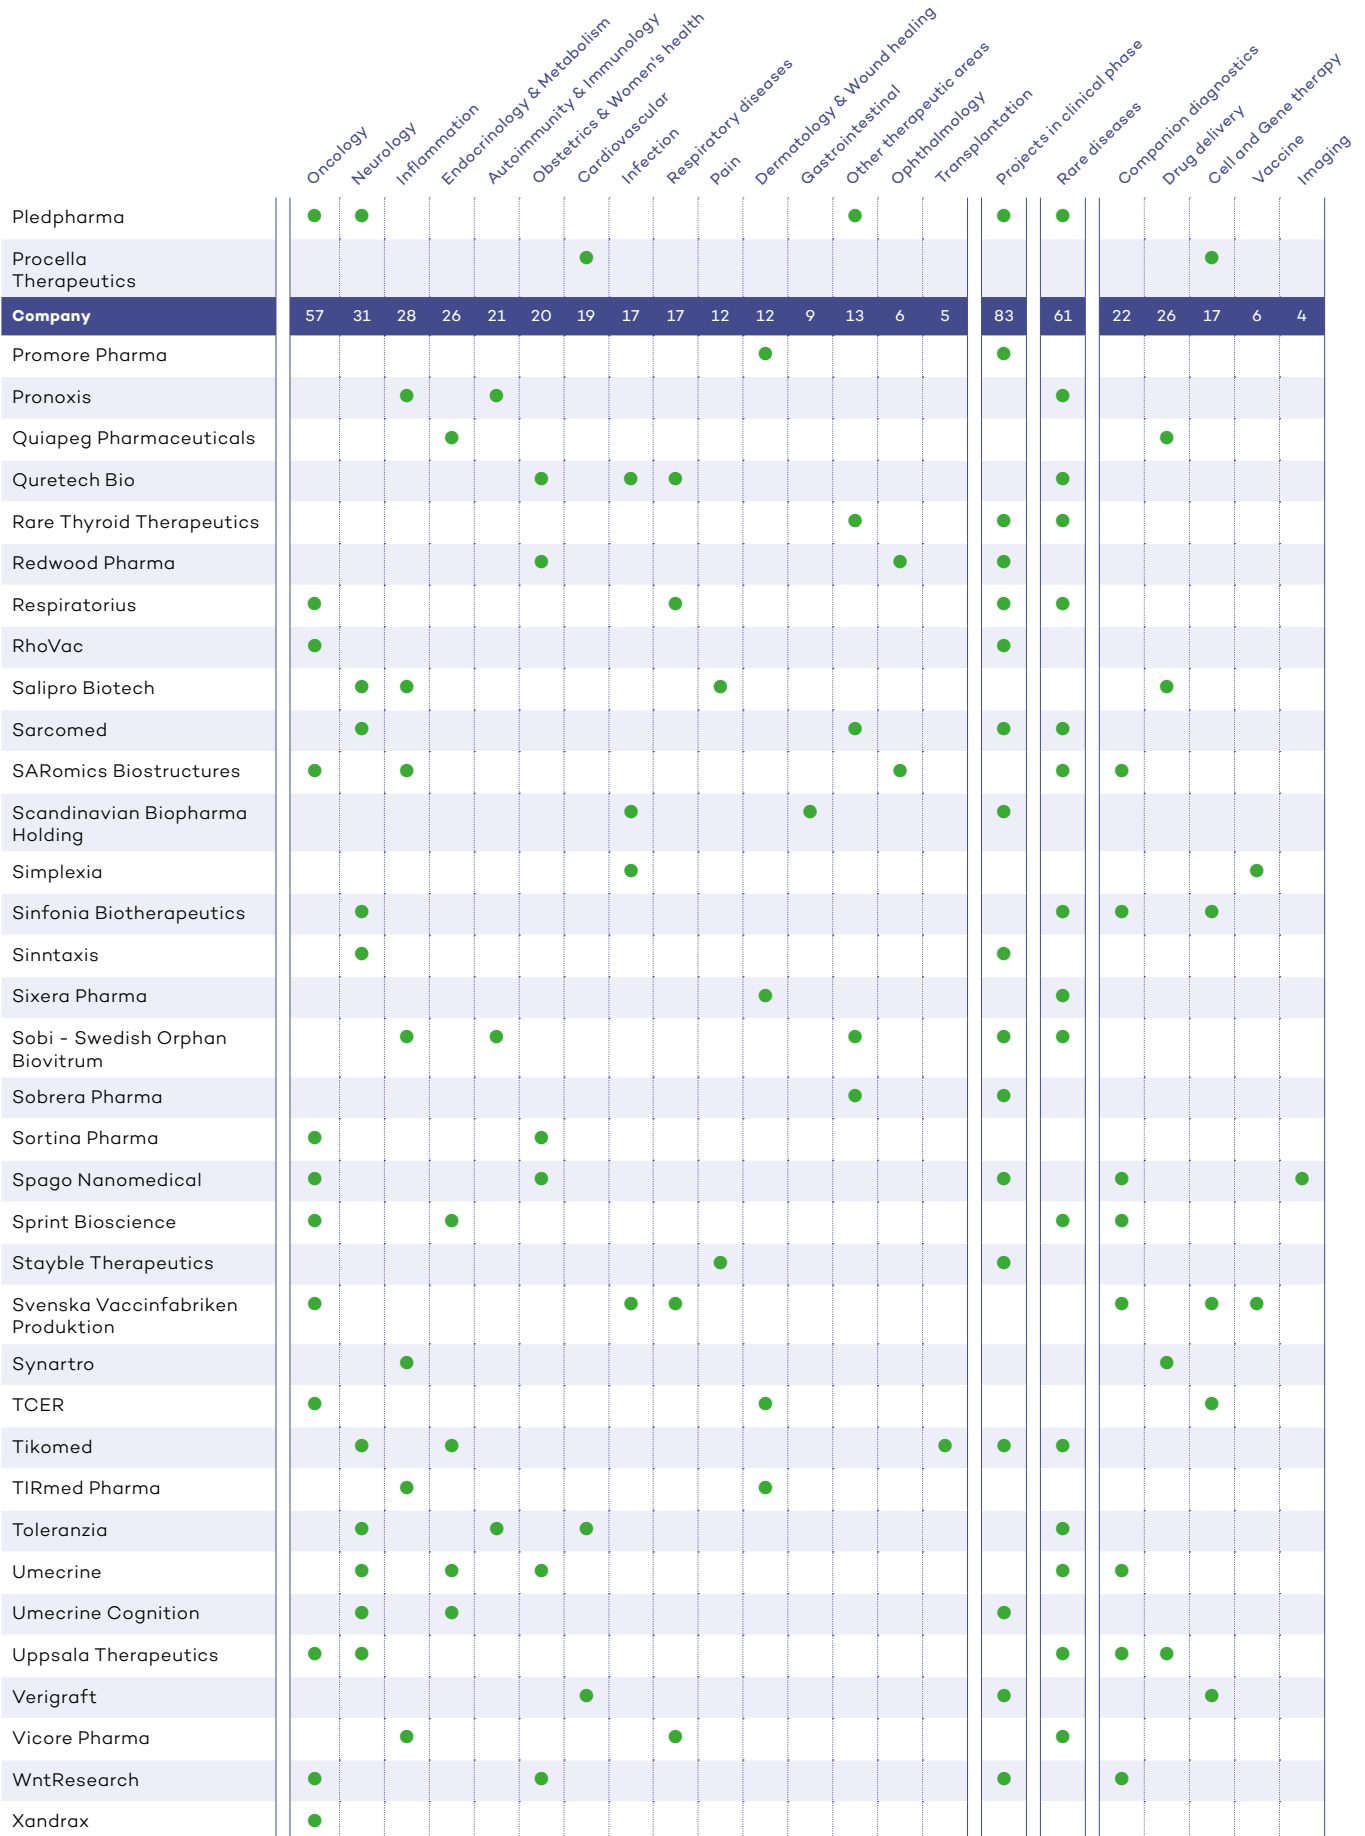 Oncology
Neurology
Inflammation
Endocrinology & Metabolism
Autoimmunity & Immunology
Obstetrics & Women's health
Cardiovascular
Infection
Respiratory diseases
Pain
Dermatology & Wound healing
Gastrointestinal
Other therapeutic areas
Ophthalmology
Transplantation
Projects in clinical phase
Rare diseases
Companion diagnostics
Drug delivery
Cell and Gene therapy
Vaccine
Imaging
Pledpharma
Procella
Therapeutics
Company 57 31 28 26 21 20 19 17 17 12 12 9 13 6 5 83 61 22 26 17 6 4
Promore Pharma
Pronoxis
Quiapeg Pharmaceuticals
Quretech Bio
Rare Thyroid Therapeutics
Redwood Pharma
Respiratorius
RhoVac
Salipro Biotech
Sarcomed
SARomics Biostructures
Scandinavian Biopharma
Holding
Simplexia
Sinfonia Biotherapeutics
Sinntaxis
Sixera Pharma
Sobi - Swedish Orphan
Biovitrum
Sobrera Pharma
Sortina Pharma
Spago Nanomedical
Sprint Bioscience
Stayble Therapeutics
Svenska Vaccinfabriken
Produktion
Synartro
TCER
Tikomed
TIRmed Pharma
Toleranzia
Umecrine
Umecrine Cognition
Uppsala Therapeutics
Verigraft
Vicore Pharma
WntResearch
Xandrax